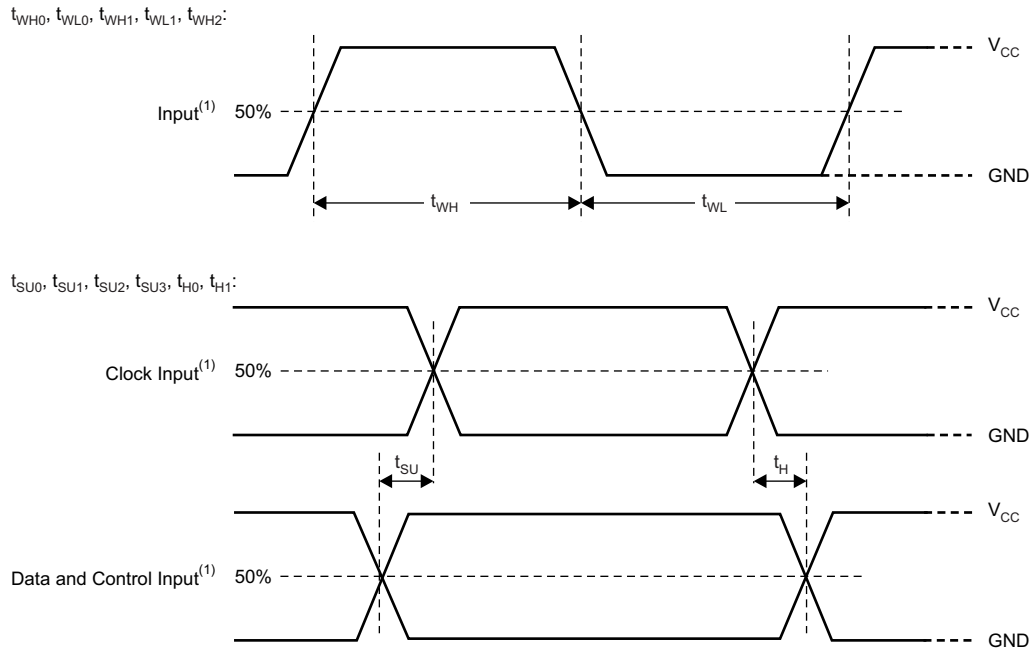 tWH0, tWL0, tWH1, tWL1, tWH2:
VCC
Input(1) 50%
GND
tWH tWL
tSU0, tSU1, tSU2, tSU3, tH0, tH1:
VCC
Clock Input(1) 50%
GND
tSU tH
VCC
Data and Control Input(1) 50%
GND